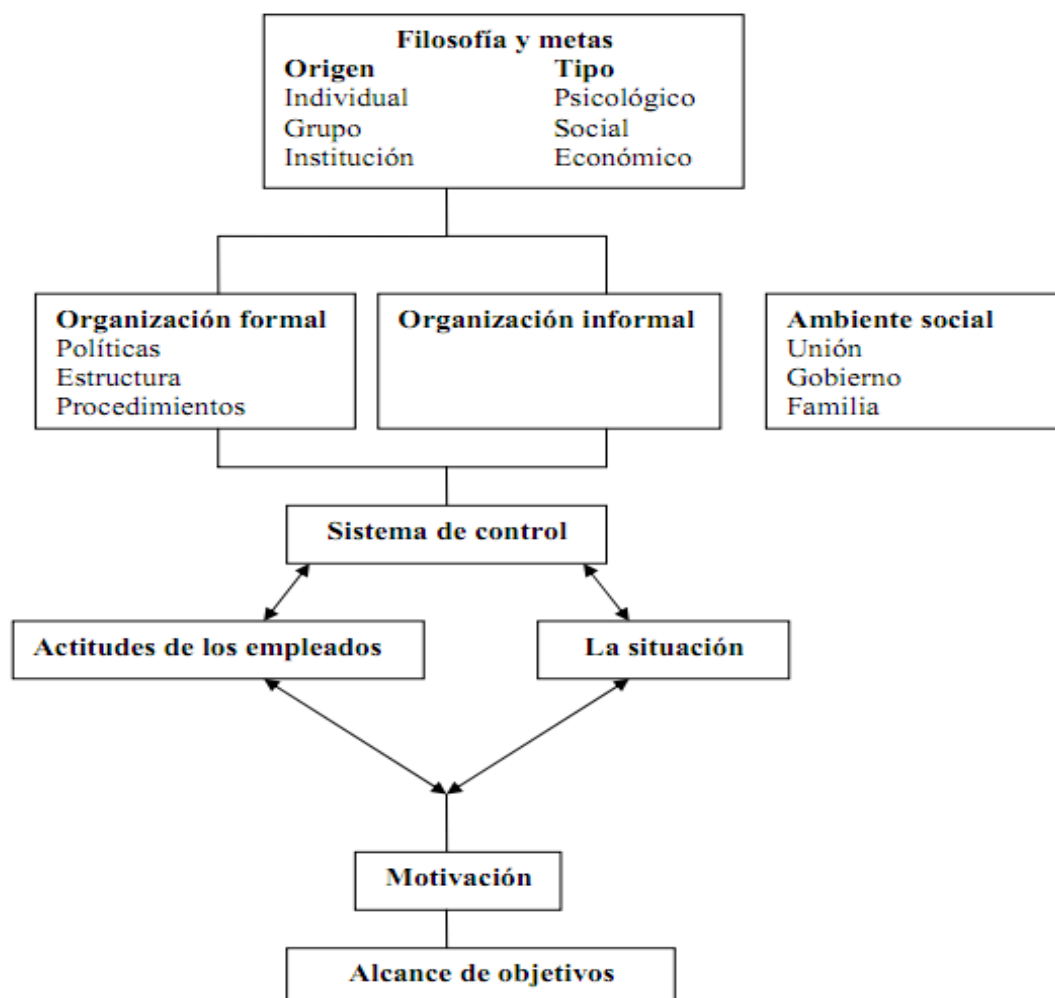 Filosofía y metas
Origen Tipo
Individual Psicológico
Grupo Social
Institución Económico
Organización formal
Políticas
Estructura
Procedimientos
Organización informal
Ambiente social
Unión
Gobierno
Familia
Sistema de control
Actitudes de los empleados
La situación
Motivación
Alcance de objetivos